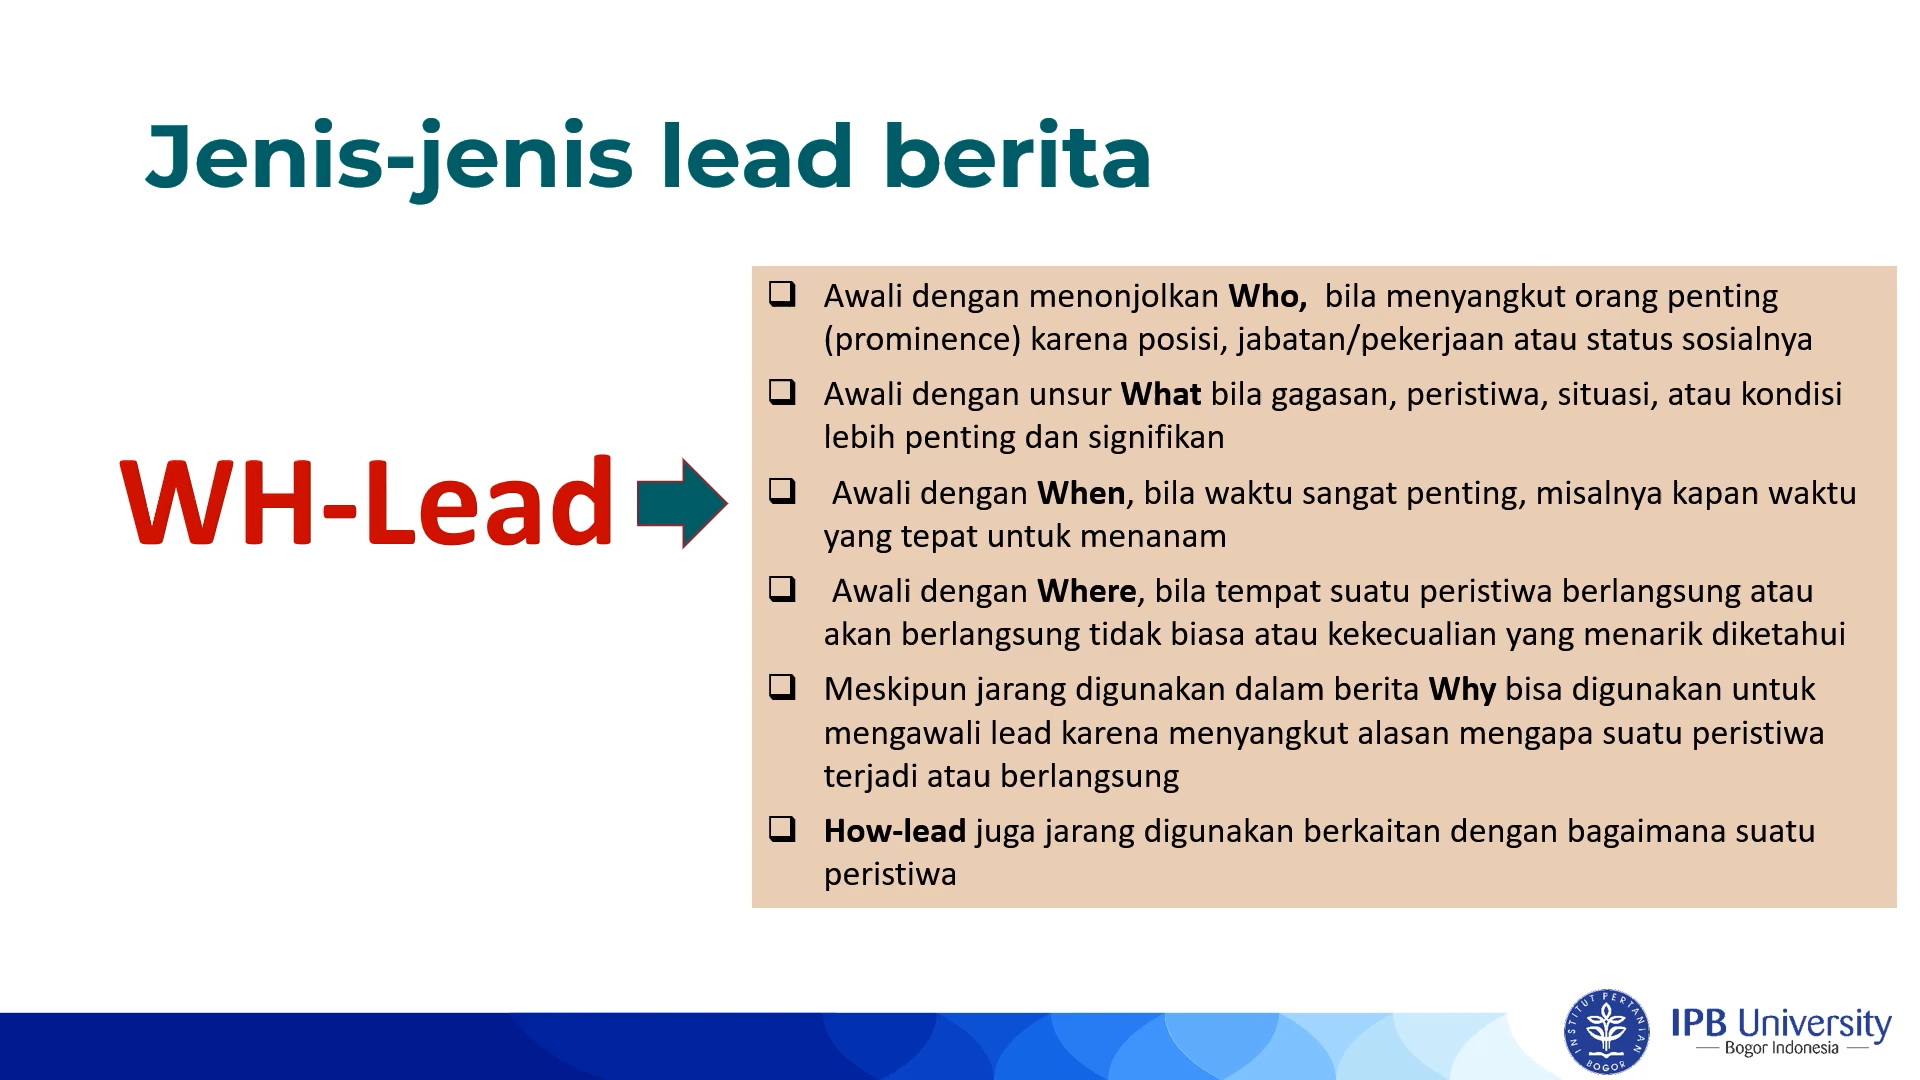 Jenis-jenis lead berita
WH-Lead
❑ Awali dengan menonjolkan Who,  bila menyangkut orang penting
(prominence) karena posisi, jabatan/pekerjaan atau status sosialnya
❑ Awali dengan unsur What bila gagasan, peristiwa, situasi, atau kondisi
lebih penting dan signifikan
❑ Awali dengan When, bila waktu sangat penting, misalnya kapan waktu
yang tepat untuk menanam
❑ Awali dengan Where, bila tempat suatu peristiwa berlangsung atau
akan berlangsung tidak biasa atau kekecualian yang menarik diketahui
❑ Meskipun jarang digunakan dalam berita Why bisa digunakan untuk
mengawali lead karena menyangkut alasan mengapa suatu peristiwa
terjadi atau berlangsung
❑ How-lead juga jarang digunakan berkaitan dengan bagaimana suatu
peristiwa
INSTITUT PERTANIAN
BOGOR
IPB University
Bogor Indonesia